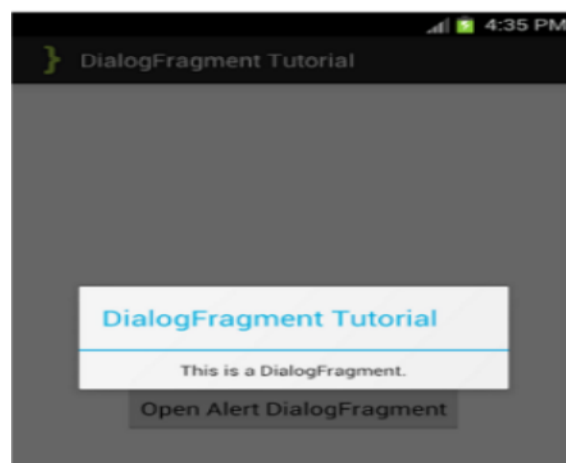 4:35 PM
} DialogFragment Tutorial
DialogFragment Tutorial
This is a DialogFragment.
Open Alert DialogFragment